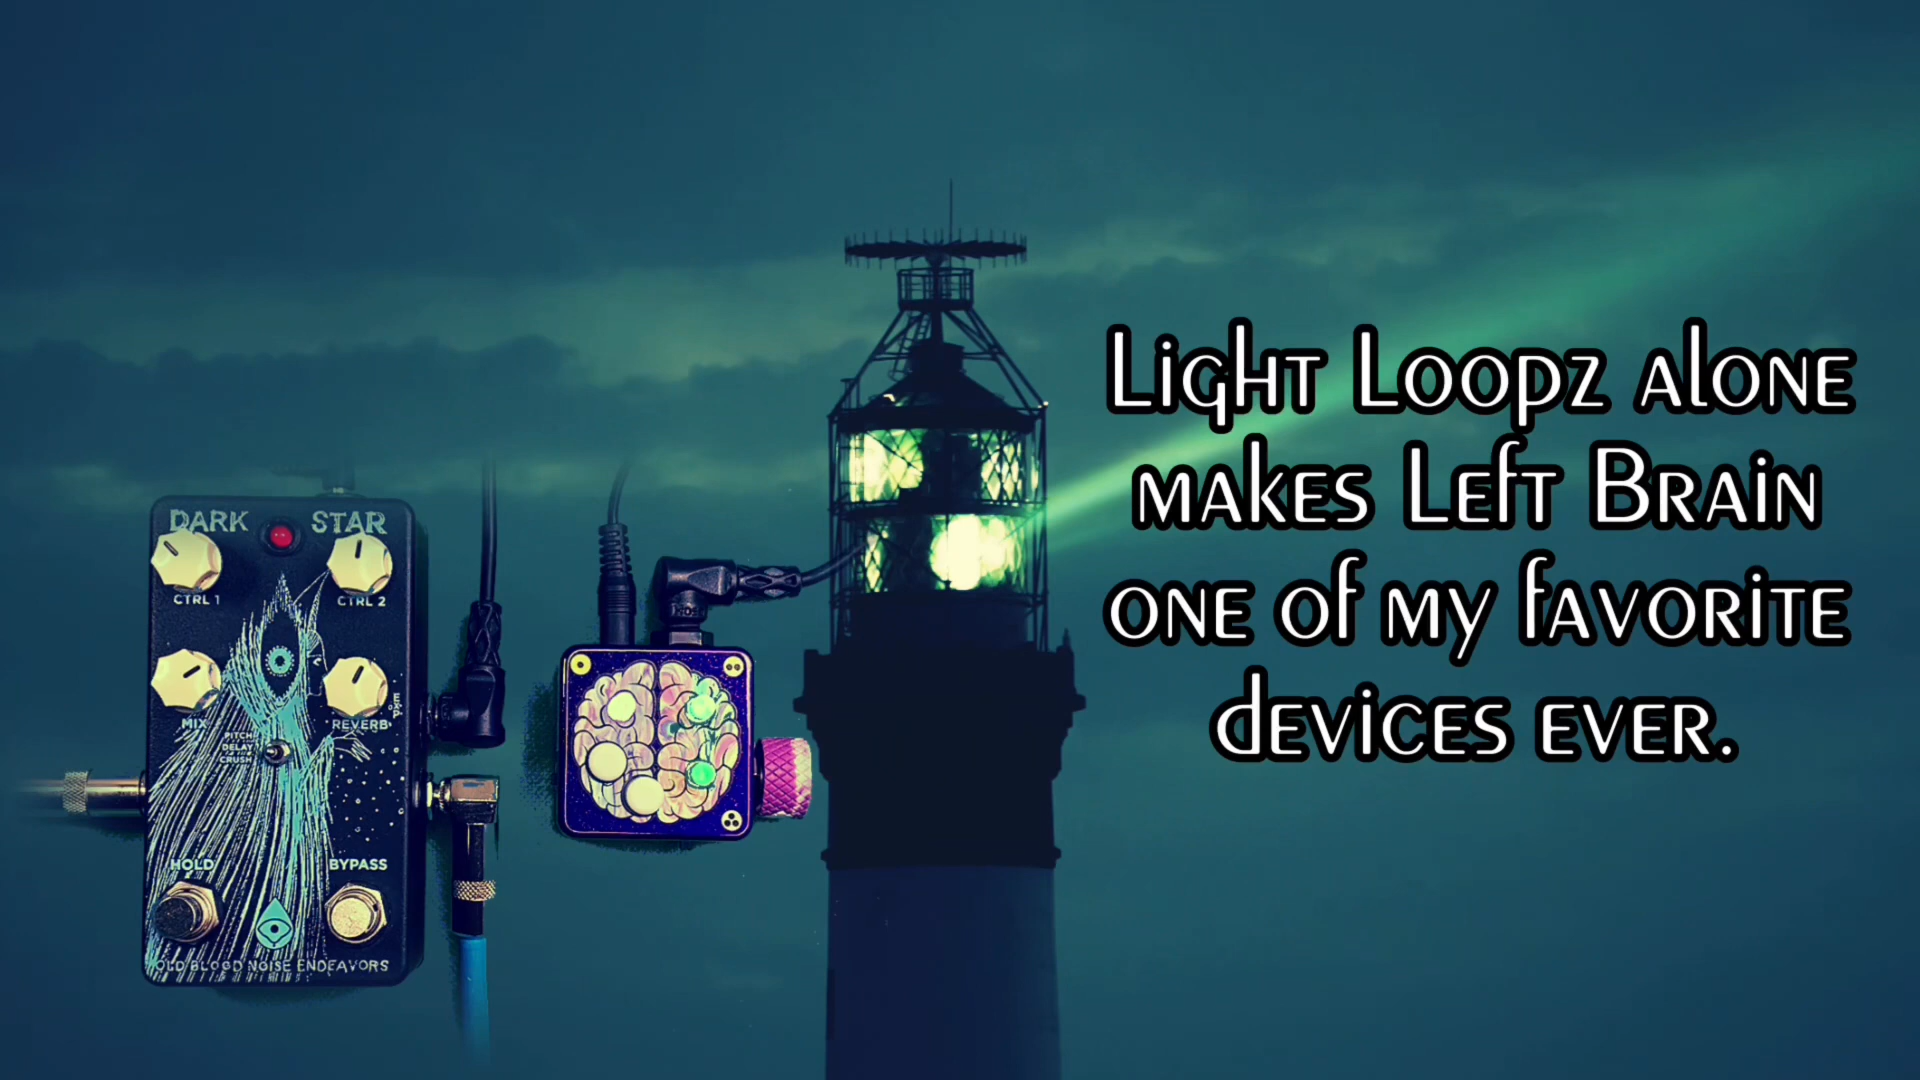 DARK STAR
CTRL 1 CTRL 2
MIX REVERB
EXP
PITCH
DELAY
CRUSH
HOLD BYPASS
OLD BLOOD NOISE ENDEAVORS
Light Loopz alone
makes Left Brain
one of my favorite
devices ever.